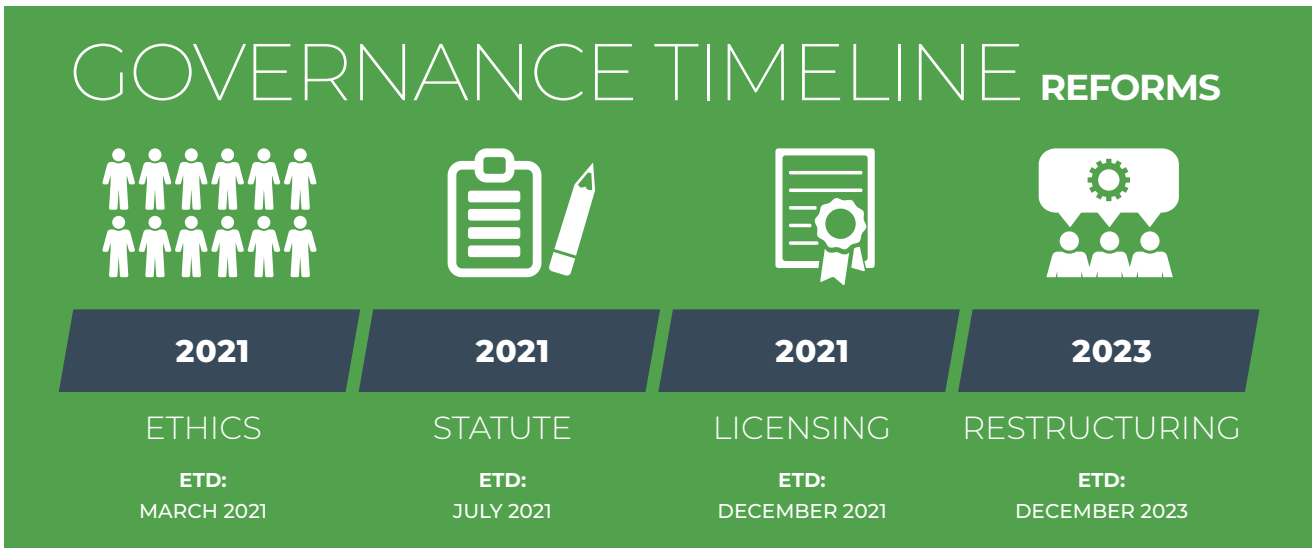 GOVERNANCE TIMELINE REFORMS
2021
2021
2021
2023
ETHICS
STATUTE
LICENSING
RESTRUCTURING
ETD:
MARCH 2021
ETD:
JULY 2021
ETD:
DECEMBER 2021
ETD:
DECEMBER 2023